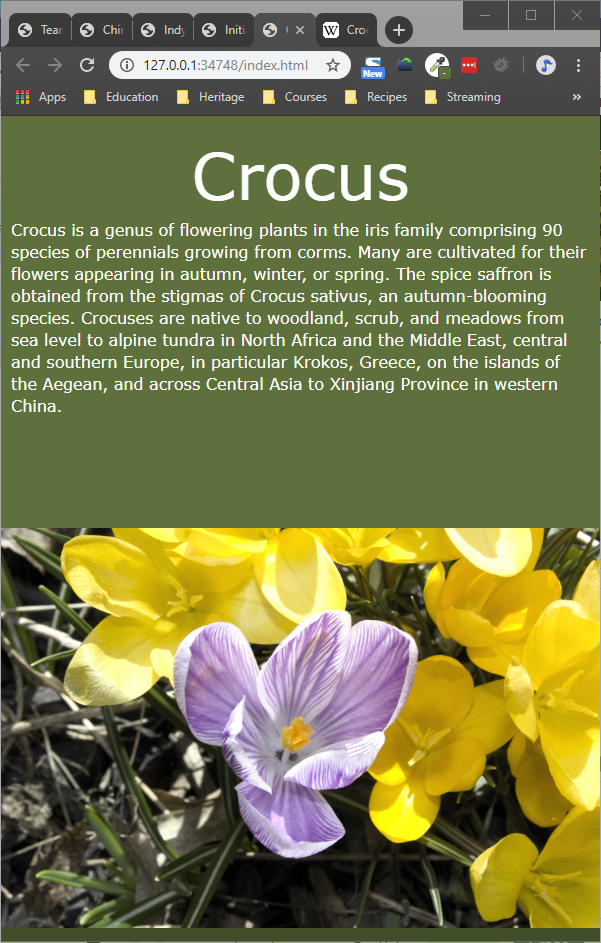 Tean
Chin
Indy
Initi
C
Croc
127.0.0.1:34748/index.html
New
Apps
Education
Heritage
Courses
Recipes
Streaming
»
Crocus
Crocus is a genus of flowering plants in the iris family comprising 90
species of perennials growing from corms. Many are cultivated for their
flowers appearing in autumn, winter, or spring. The spice saffron is
obtained from the stigmas of Crocus sativus, an autumn-blooming
species. Crocuses are native to woodland, scrub, and meadows from
sea level to alpine tundra in North Africa and the Middle East, central
and southern Europe, in particular Krokos, Greece, on the islands of
the Aegean, and across Central Asia to Xinjiang Province in western
China.